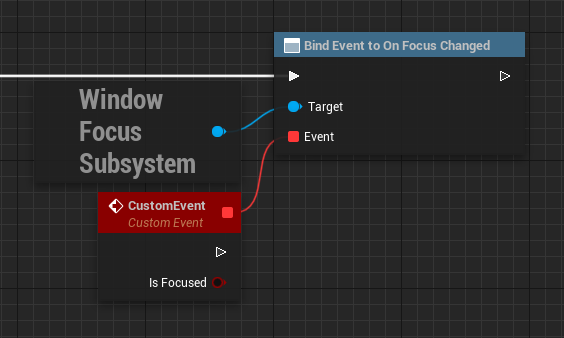 Bind Event to On Focus Changed
Window
Focus
Subsystem
Target
Event
CustomEvent
Custom Event
Is Focused